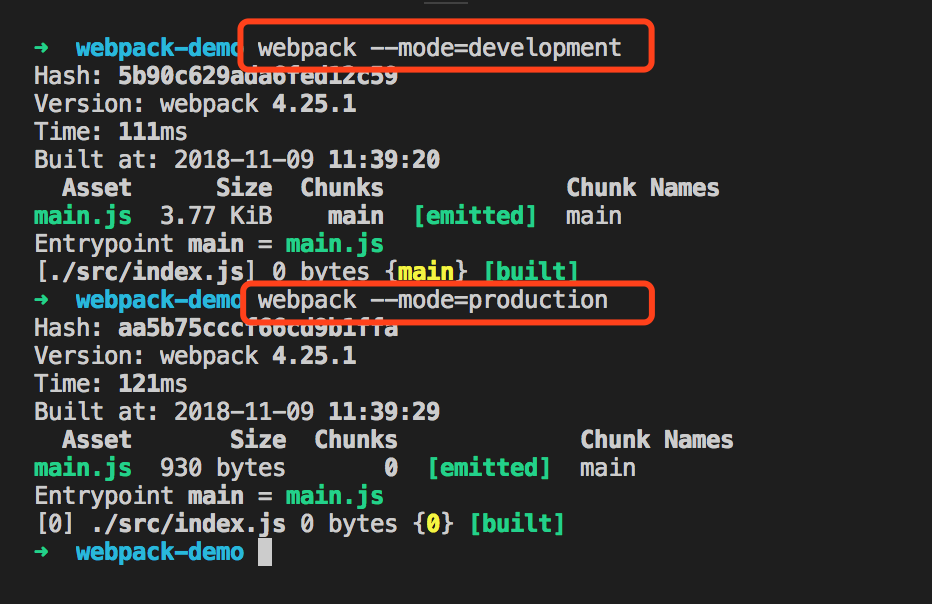 ➜ webpack-demo webpack --mode=development
Hash: 5b90c629ada6fed12c59
Version: webpack 4.25.1
Time: 111ms
Built at: 2018-11-09 11:39:20
Asset Size Chunks Chunk Names
main.js 3.77 KiB main [emitted] main
Entrypoint main = main.js
[./src/index.js] 0 bytes {main} [built]
➜ webpack-demo webpack --mode=production
Hash: aa5b75cccf66cd9b1ffa
Version: webpack 4.25.1
Time: 121ms
Built at: 2018-11-09 11:39:29
Asset Size Chunks Chunk Names
main.js 930 bytes 0 [emitted] main
Entrypoint main = main.js
[0] ./src/index.js 0 bytes {0} [built]
➜ webpack-demo